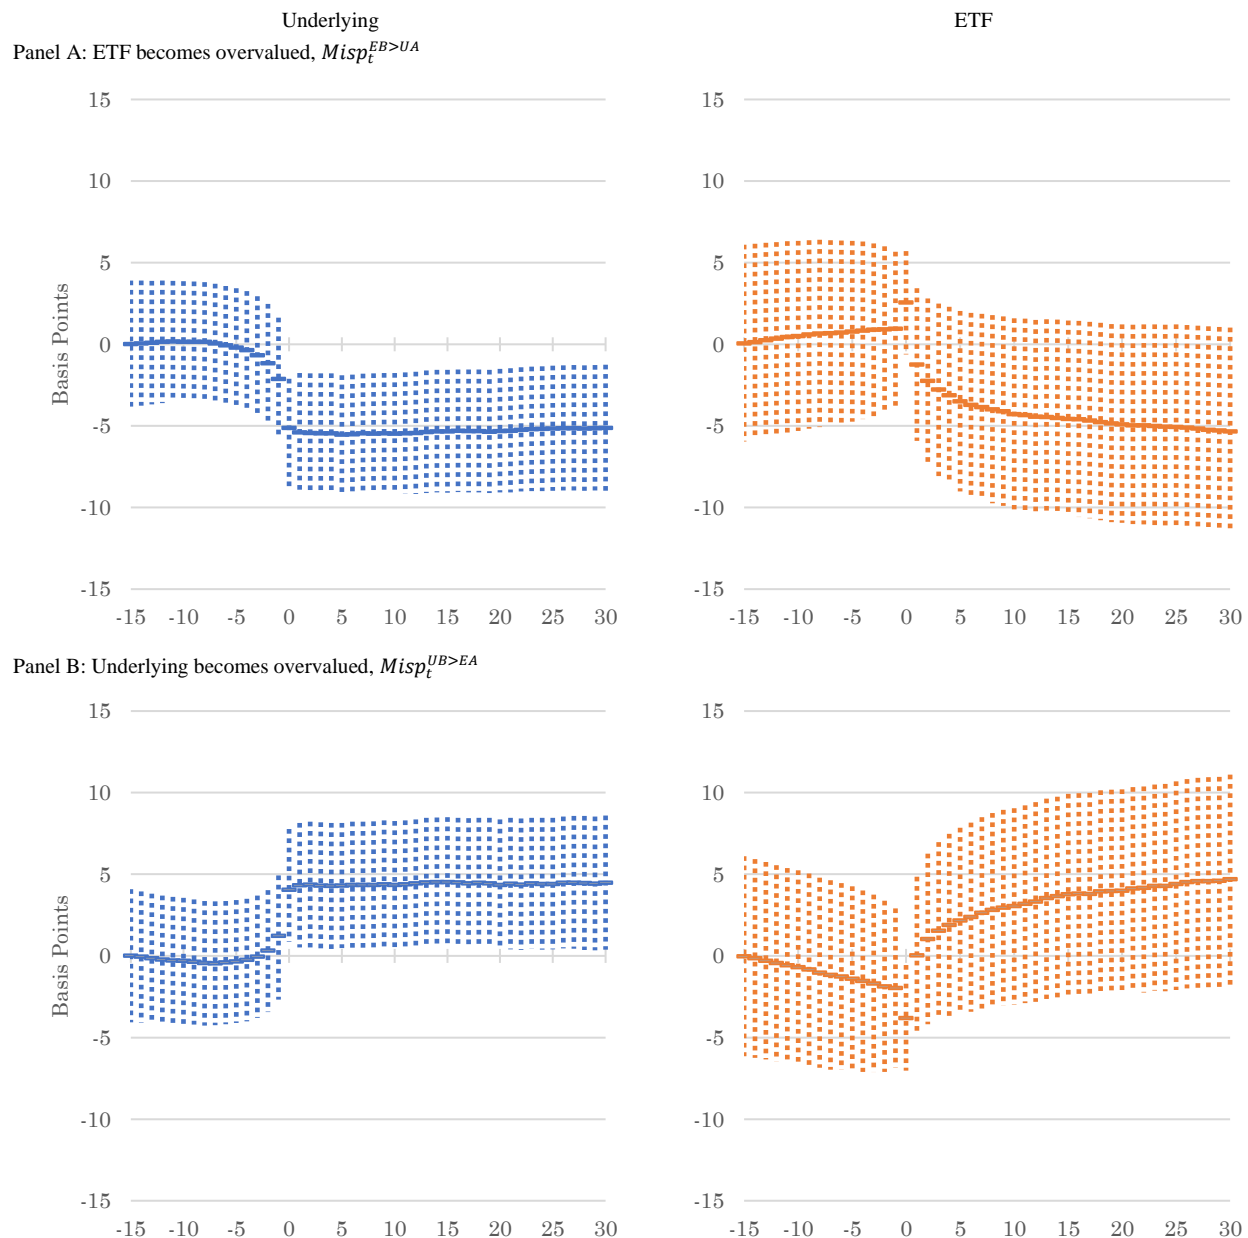 Underlying ETF
Panel A: ETF becomes overvalued, Misp_t^{EB>UA}
15 15
10 10
5 5
0 0
-5 -5
-10 -10
-15 -15
Basis Points
-15 -10 -5 0 5 10 15 20 25 30 -15 -10 -5 0 5 10 15 20 25 30
Panel B: Underlying becomes overvalued, Misp_t^{UB>EA}
15 15
10 10
5 5
0 0
-5 -5
-10 -10
-15 -15
Basis Points
-15 -10 -5 0 5 10 15 20 25 30 -15 -10 -5 0 5 10 15 20 25 30